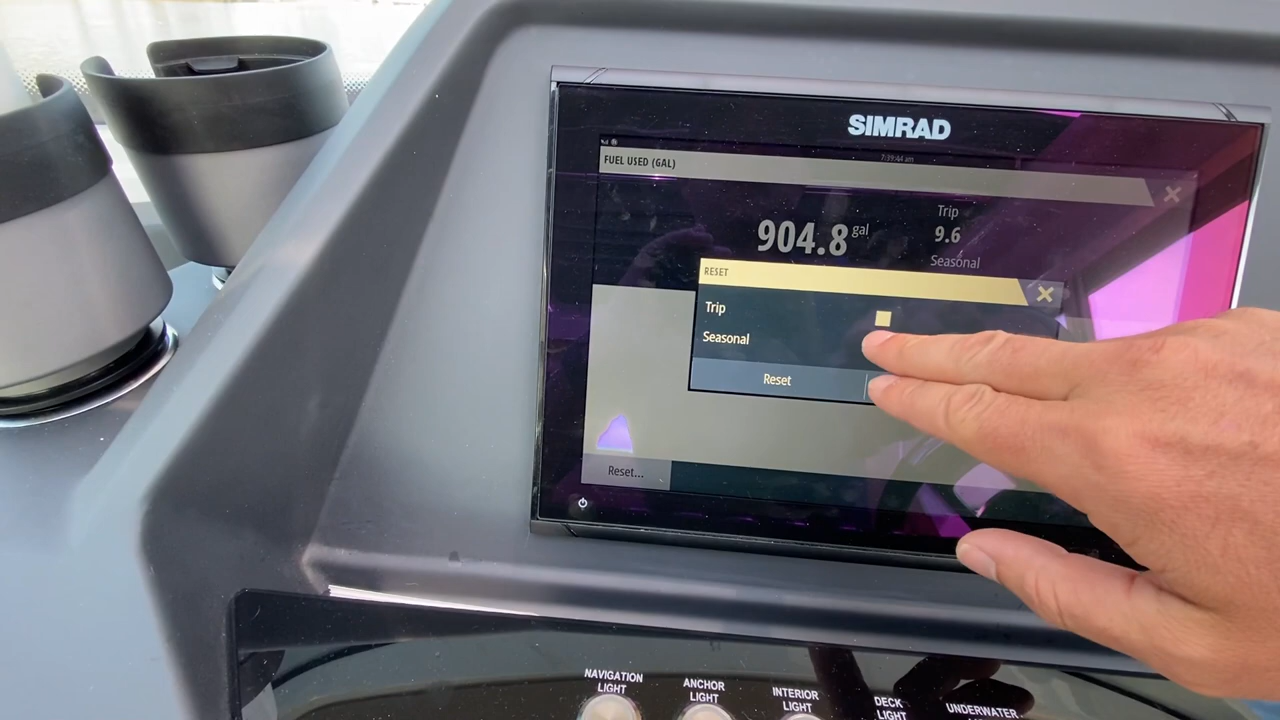 SIMRAD
FUEL USED (GAL)
7:39:44 am
904.8 gal
Trip
9.6
Seasonal
RESET
Trip
Seasonal
Reset
Reset...
NAVIGATION
LIGHT
ANCHOR
LIGHT
INTERIOR
LIGHT
DECK
LIGHT
UNDERWATER